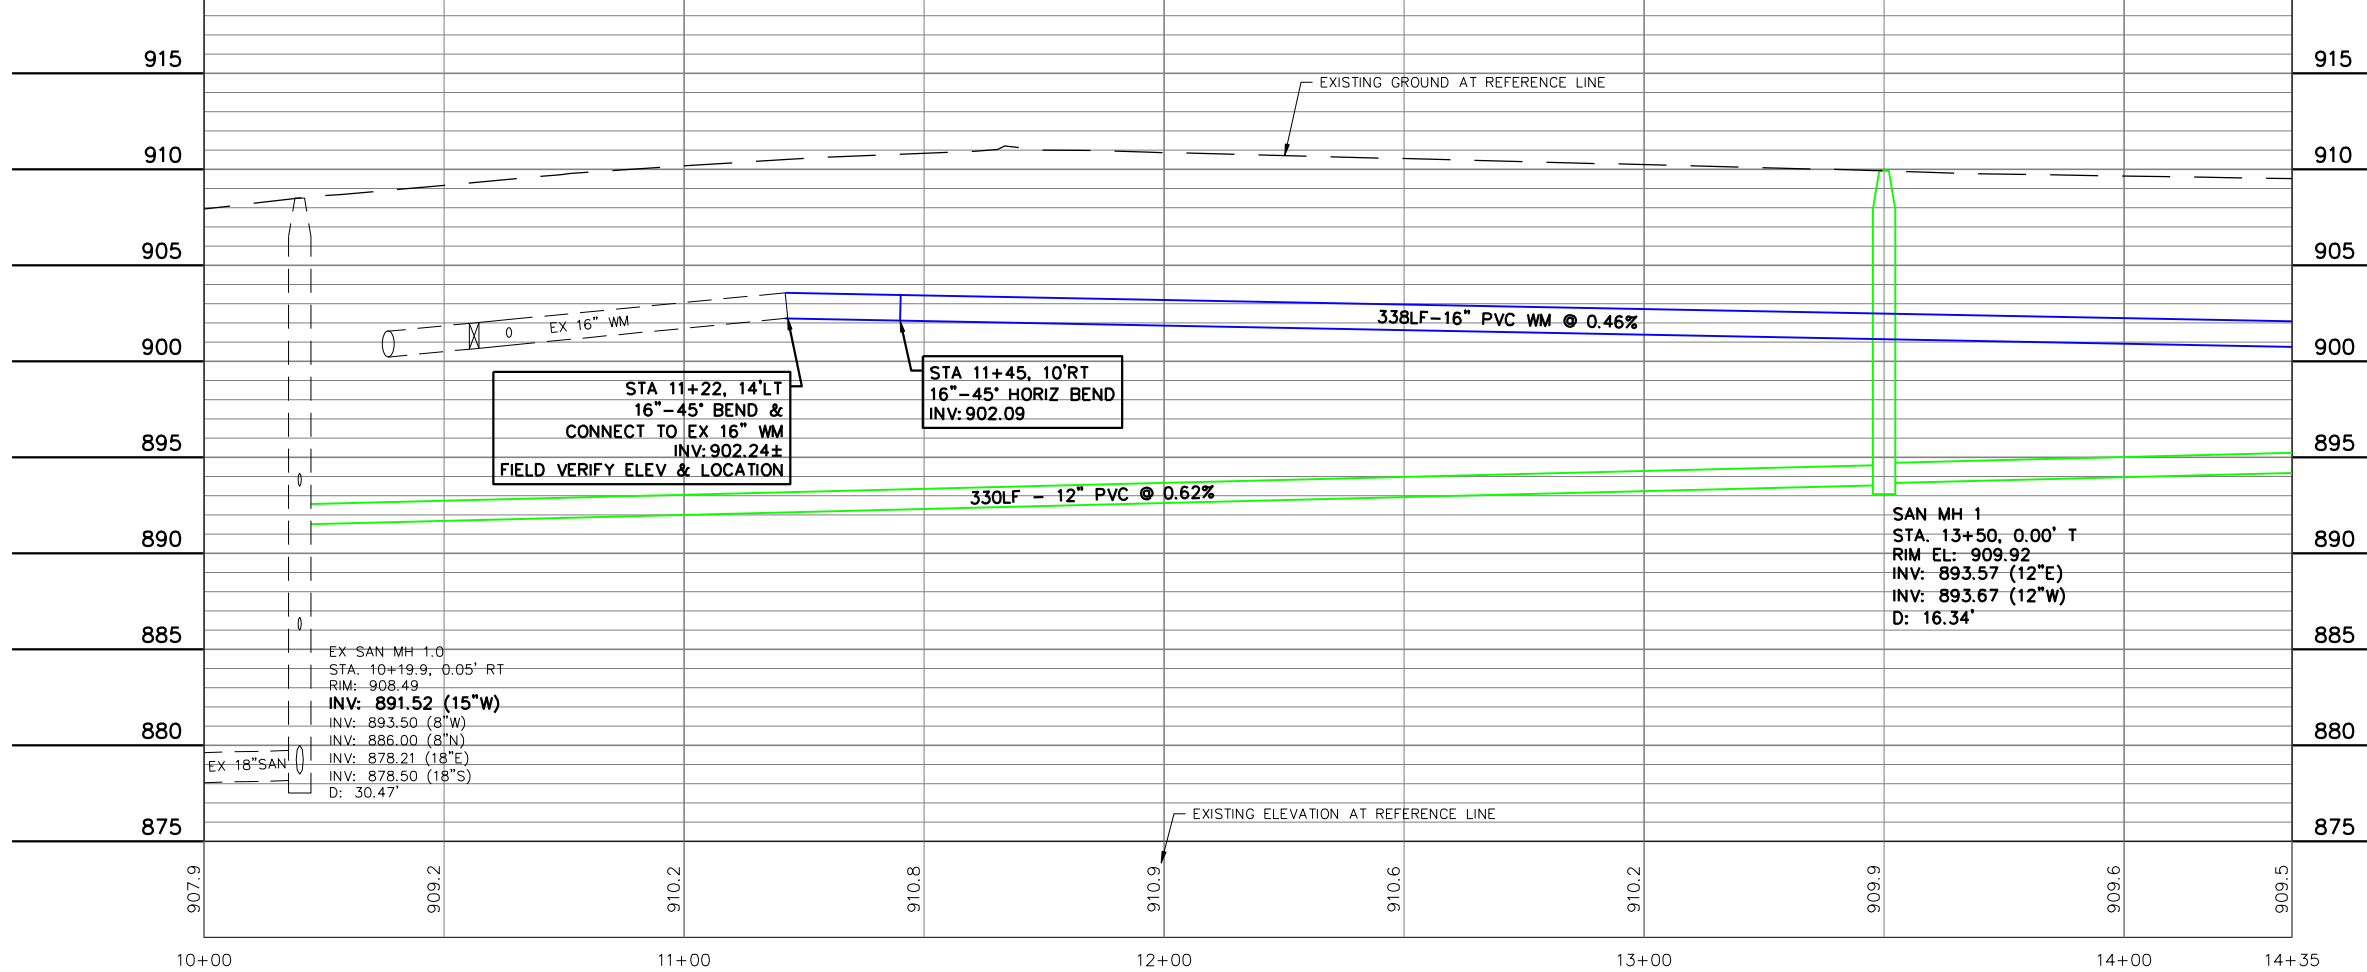 915
915
EXISTING GROUND AT REFERENCE LINE
910
910
905
905
EX 16" WM
338LF-16" PVC WM @ 0.46%
900
900
STA 11+22, 14'LT
16"-45° BEND &
CONNECT TO EX 16" WM
INV: 902.24±
FIELD VERIFY ELEV & LOCATION
STA 11+45, 10'RT
16"-45° HORIZ BEND
INV: 902.09
895
895
330LF - 12" PVC @ 0.62%
SAN MH 1
STA. 13+50, 0.00' T
RIM EL: 909.92
INV: 893.57 (12"E)
INV: 893.67 (12"W)
D: 16.34'
890
890
885
885
EX SAN MH 1.0
STA. 10+19.9, 0.05' RT
RIM: 908.49
INV: 891.52 (15"W)
INV: 893.50 (8"W)
INV: 886.00 (8"N)
INV: 878.21 (18"E)
INV: 878.50 (18"S)
D: 30.47'
880
880
EX 18"SAN
EXISTING ELEVATION AT REFERENCE LINE
875
875
907.9
909.2
910.2
910.8
910.9
910.6
910.2
909.9
909.6
909.5
10+00
11+00
12+00
13+00
14+00
14+35